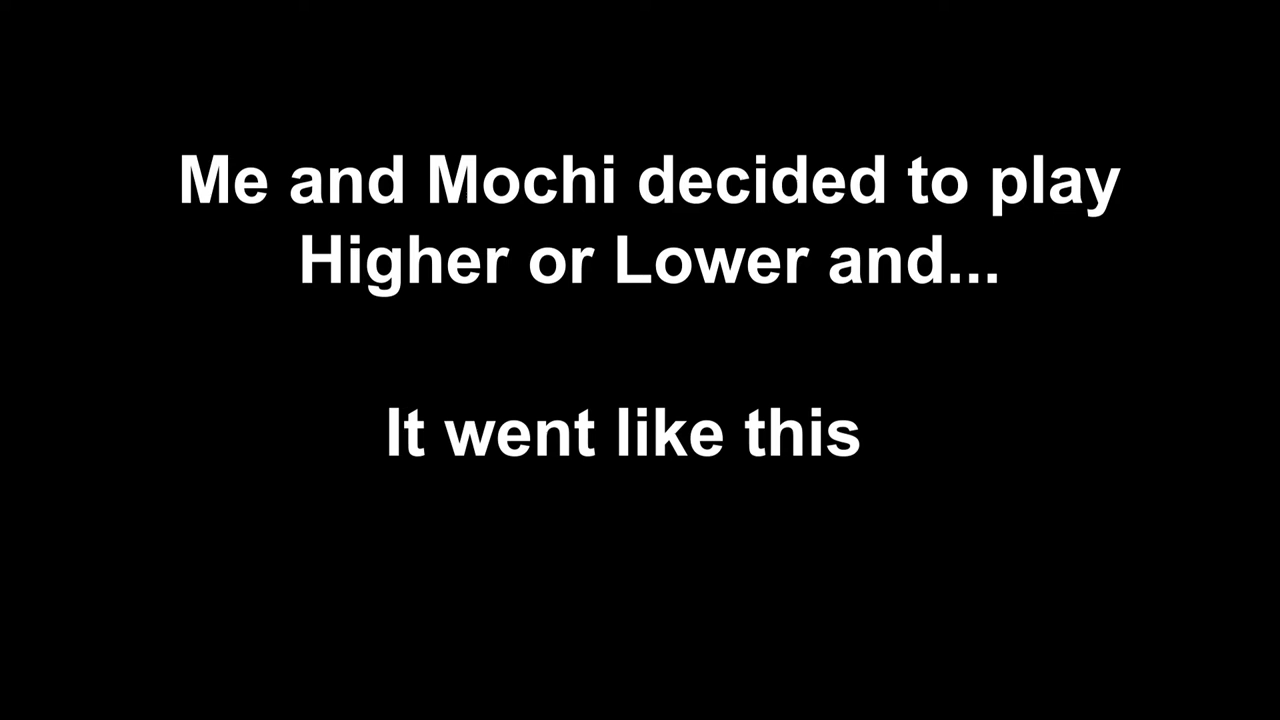 Me and Mochi decided to play
Higher or Lower and...
It went like this